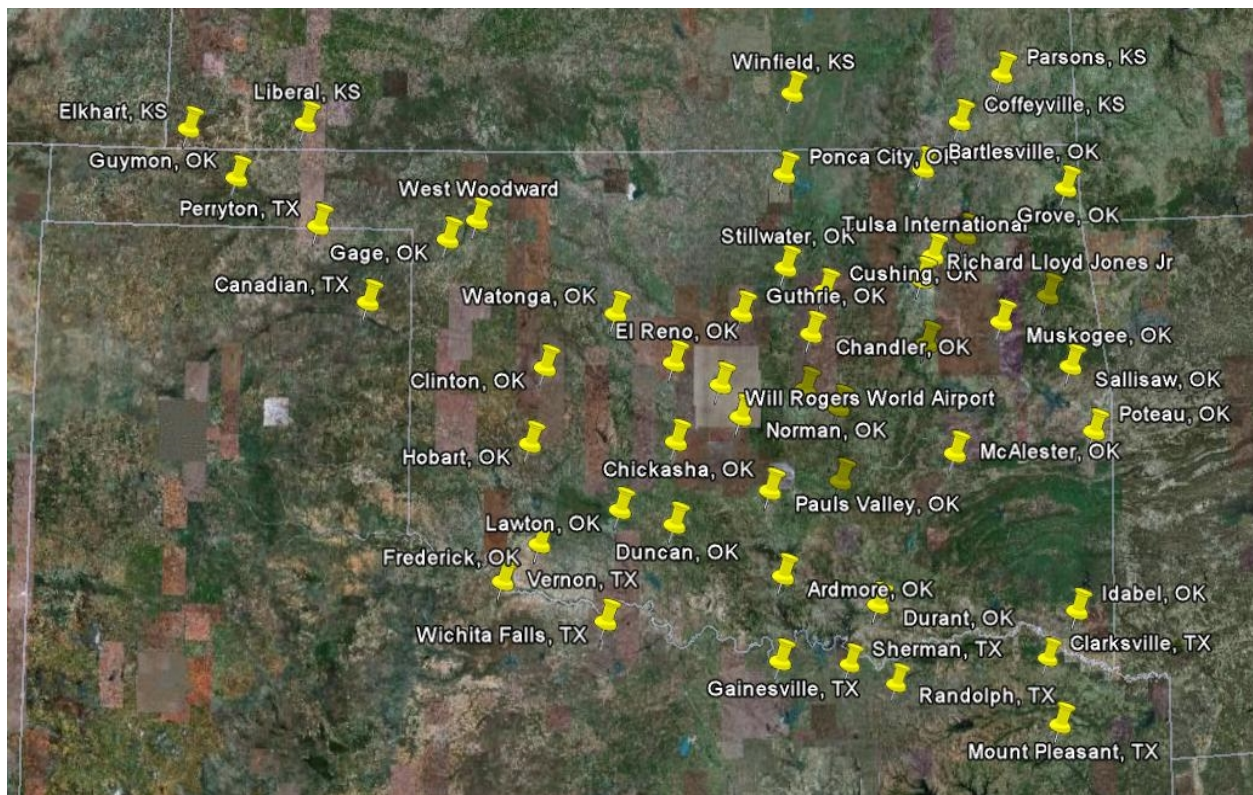 Parsons, KS
Winfield, KS
Liberal, KS
Coffeyville, KS
Elkhart, KS
Guymon, OK
Ponca City, OK
Bartlesville, OK
West Woodward
Perryton, TX
Grove, OK
Tulsa International
Stillwater, OK
Gage, OK
Richard Lloyd Jones Jr
Cushing, OK
Canadian, TX
Watonga, OK
Guthrie, OK
El Reno, OK
Muskogee, OK
Chandler, OK
Clinton, OK
Sallisaw, OK
Will Rogers World Airport
Poteau, OK
Norman, OK
Hobart, OK
McAlester, OK
Chickasha, OK
Pauls Valley, OK
Lawton, OK
Duncan, OK
Frederick, OK
Vernon, TX
Ardmore, OK
Idabel, OK
Durant, OK
Wichita Falls, TX
Clarksville, TX
Sherman, TX
Gainesville, TX
Randolph, TX
Mount Pleasant, TX